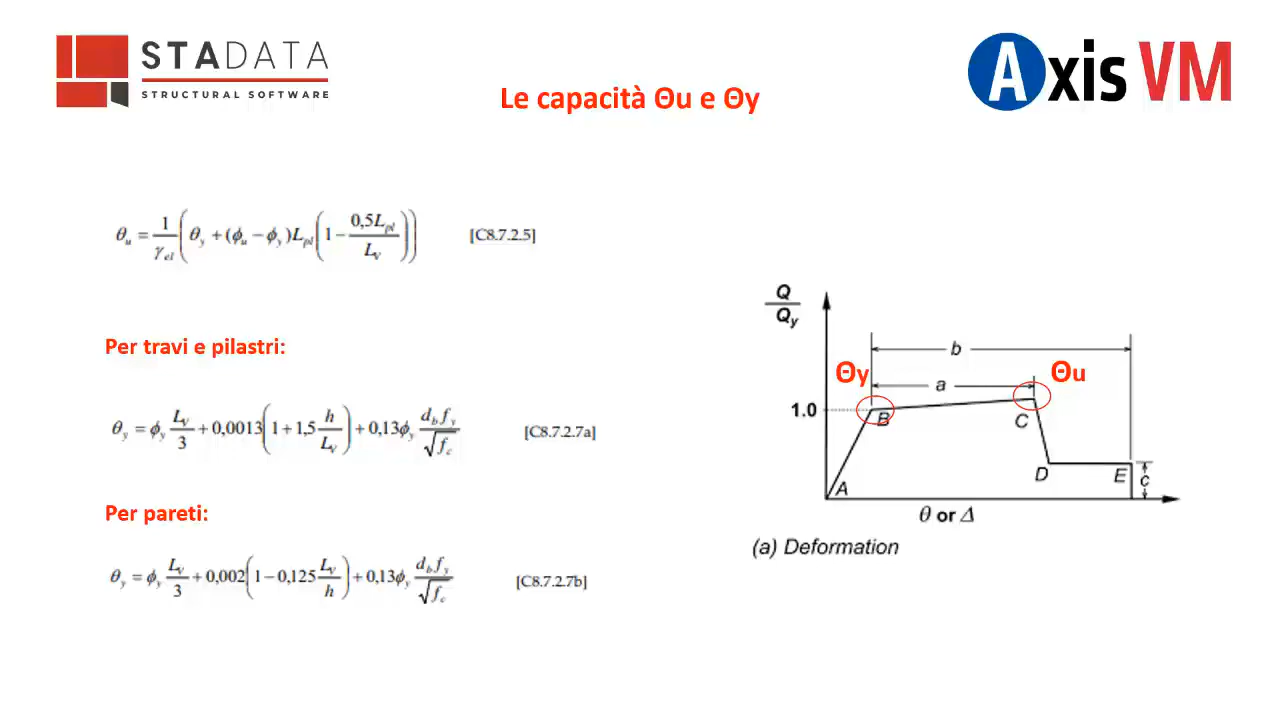 STADATA
STRUCTURAL SOFTWARE
Axis VM
Le capacità Θu e Θy
θu = 1/γel (θy + (ϕu − ϕy)Lpl (1 − 0,5Lpl/LV)) [C8.7.2.5]
Per travi e pilastri:
θy = ϕy LV/3 + 0,0013(1 + 1,5 h/LV) + 0,13ϕy db fy/√fc [C8.7.2.7a]
Per pareti:
θy = ϕy LV/3 + 0,002(1 − 0,125 LV/h) + 0,13ϕy db fy/√fc [C8.7.2.7b]
Q/Qy
b
Θy
a
Θu
1.0
B
C
A
D
E
c
θ or Δ
(a) Deformation